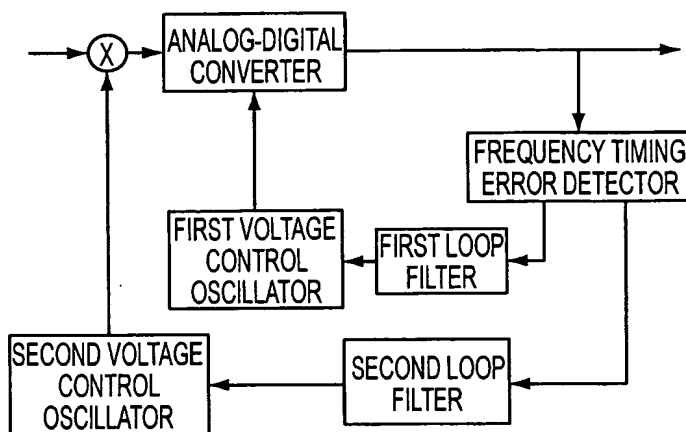 X
ANALOG-DIGITAL
CONVERTER
FREQUENCY TIMING
ERROR DETECTOR
FIRST VOLTAGE
CONTROL
OSCILLATOR
FIRST LOOP
FILTER
SECOND VOLTAGE
CONTROL
OSCILLATOR
SECOND LOOP
FILTER